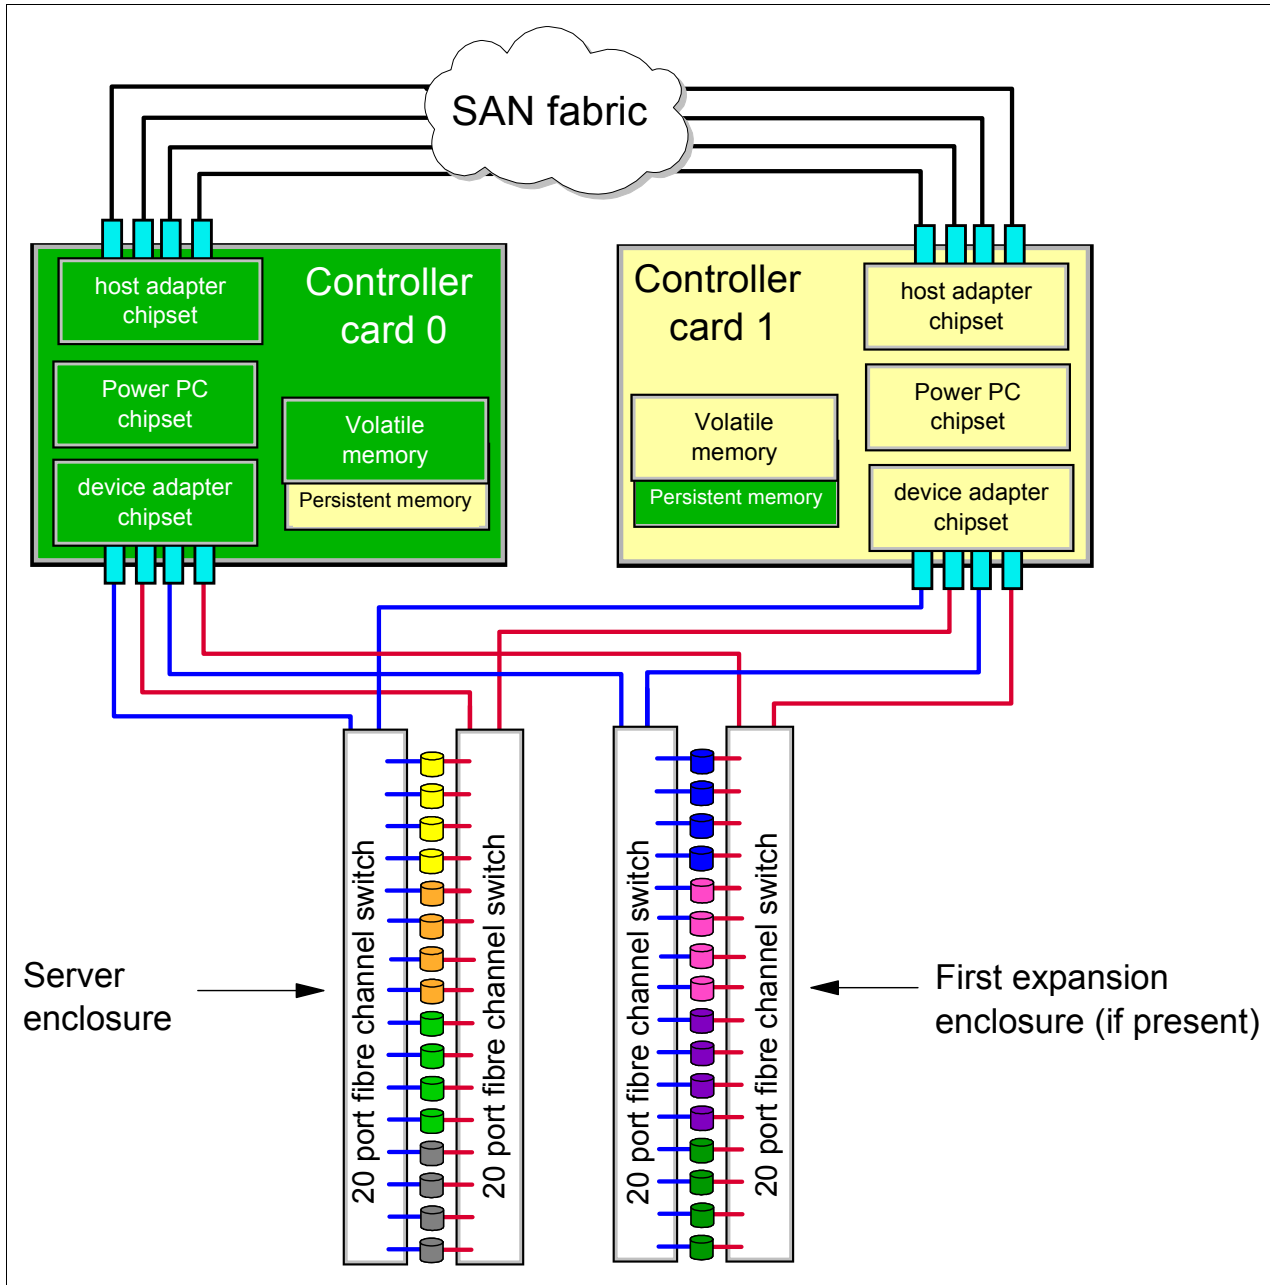 SAN fabric
host adapter
chipset
Controller
card 0
Power PC
chipset
Volatile
memory
Persistent memory
device adapter
chipset
Controller
card 1
host adapter
chipset
Power PC
chipset
Volatile
memory
Persistent memory
device adapter
chipset
Server
enclosure
20 port fibre channel switch
20 port fibre channel switch
20 port fibre channel switch
20 port fibre channel switch
First expansion
enclosure (if present)